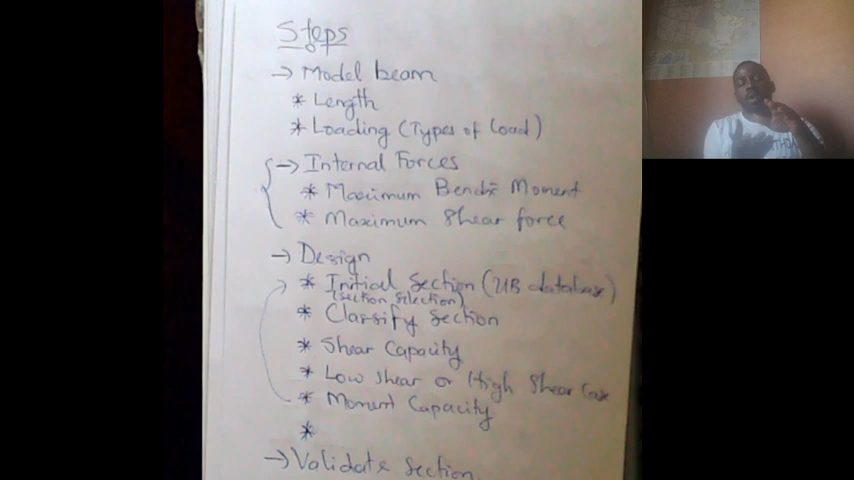 Steps
→ Model beam
* Length
* Loading (Types of Load)
→ Internal Forces
* Maximum Bending Moment
* Maximum Shear force
→ Design
* Initial Section (UB database)
(section selection)
* Classify Section
* Shear Capacity
* Low shear or High Shear Case
* Moment Capacity
*
→ Validate Section